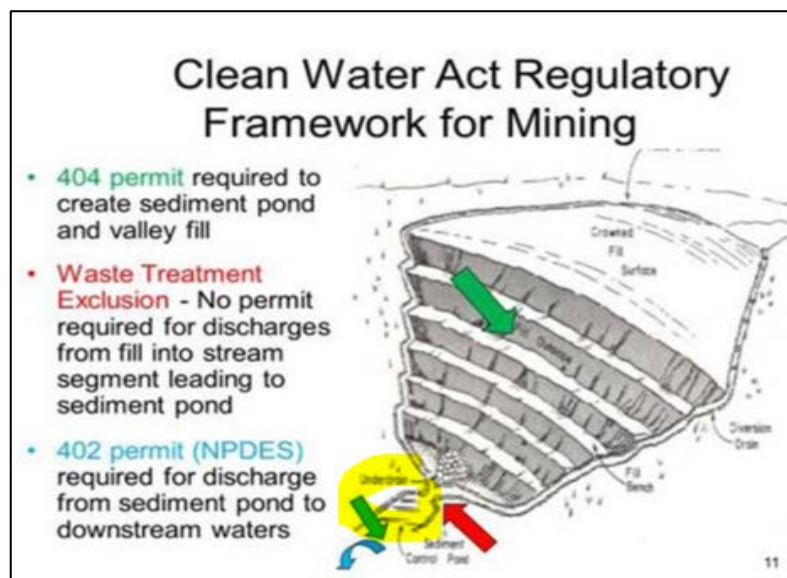 Clean Water Act Regulatory
Framework for Mining
• 404 permit required to
create sediment pond
and valley fill
• Waste Treatment
Exclusion - No permit
required for discharges
from fill into stream
segment leading to
sediment pond
• 402 permit (NPDES)
required for discharge
from sediment pond to
downstream waters
Crowned
Fill
Surface
Diversion
Drain
Fill
Bench
Underdrain
Sediment
Control Pond
11